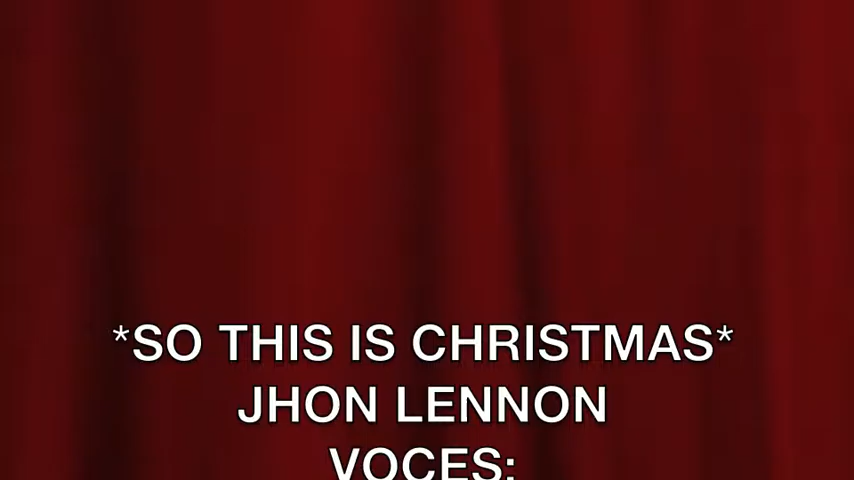 *SO THIS IS CHRISTMAS*
JHON LENNON
VOCES: